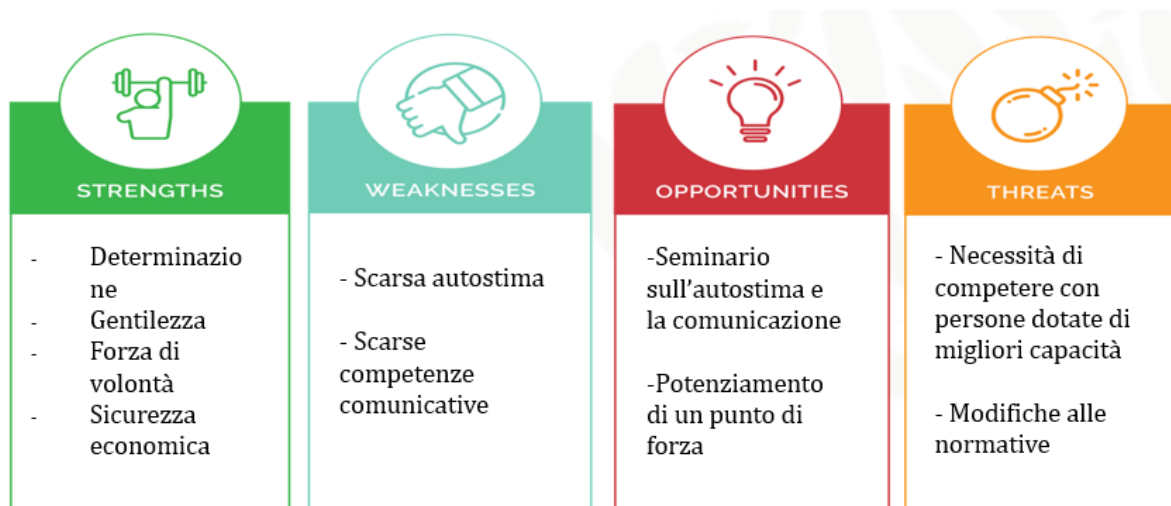 STRENGTHS
- Determinazio
ne
- Gentilezza
- Forza di
volontà
- Sicurezza
economica
WEAKNESSES
- Scarsa autostima
- Scarse
competenze
comunicative
OPPORTUNITIES
-Seminario
sull’autostima e
la comunicazione
-Potenziamento
di un punto di
forza
THREATS
- Necessità di
competere con
persone dotate di
migliori capacità
- Modifiche alle
normative